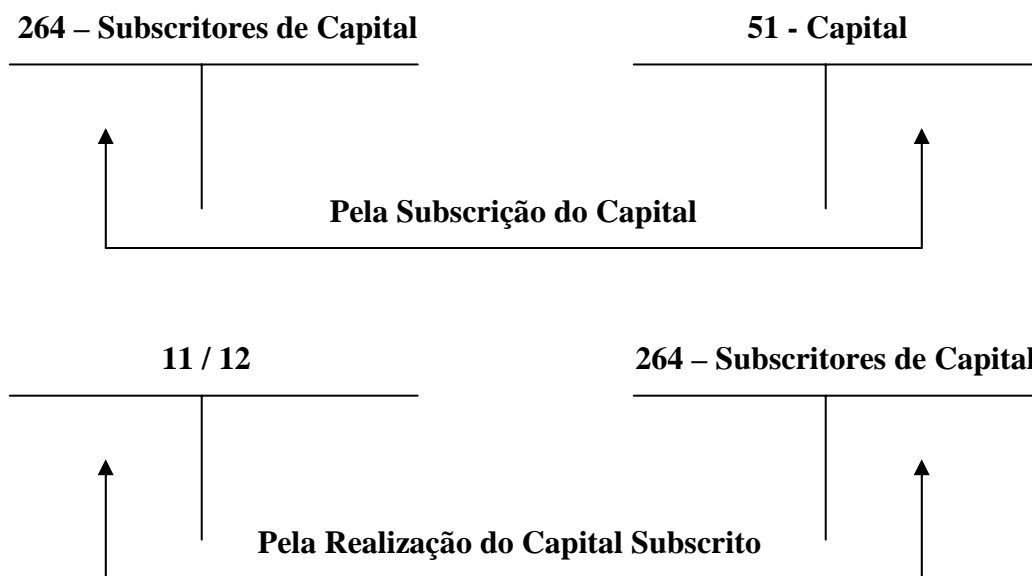 264 – Subscritores de Capital
51 - Capital
Pela Subscrição do Capital
11 / 12
264 – Subscritores de Capital
Pela Realização do Capital Subscrito